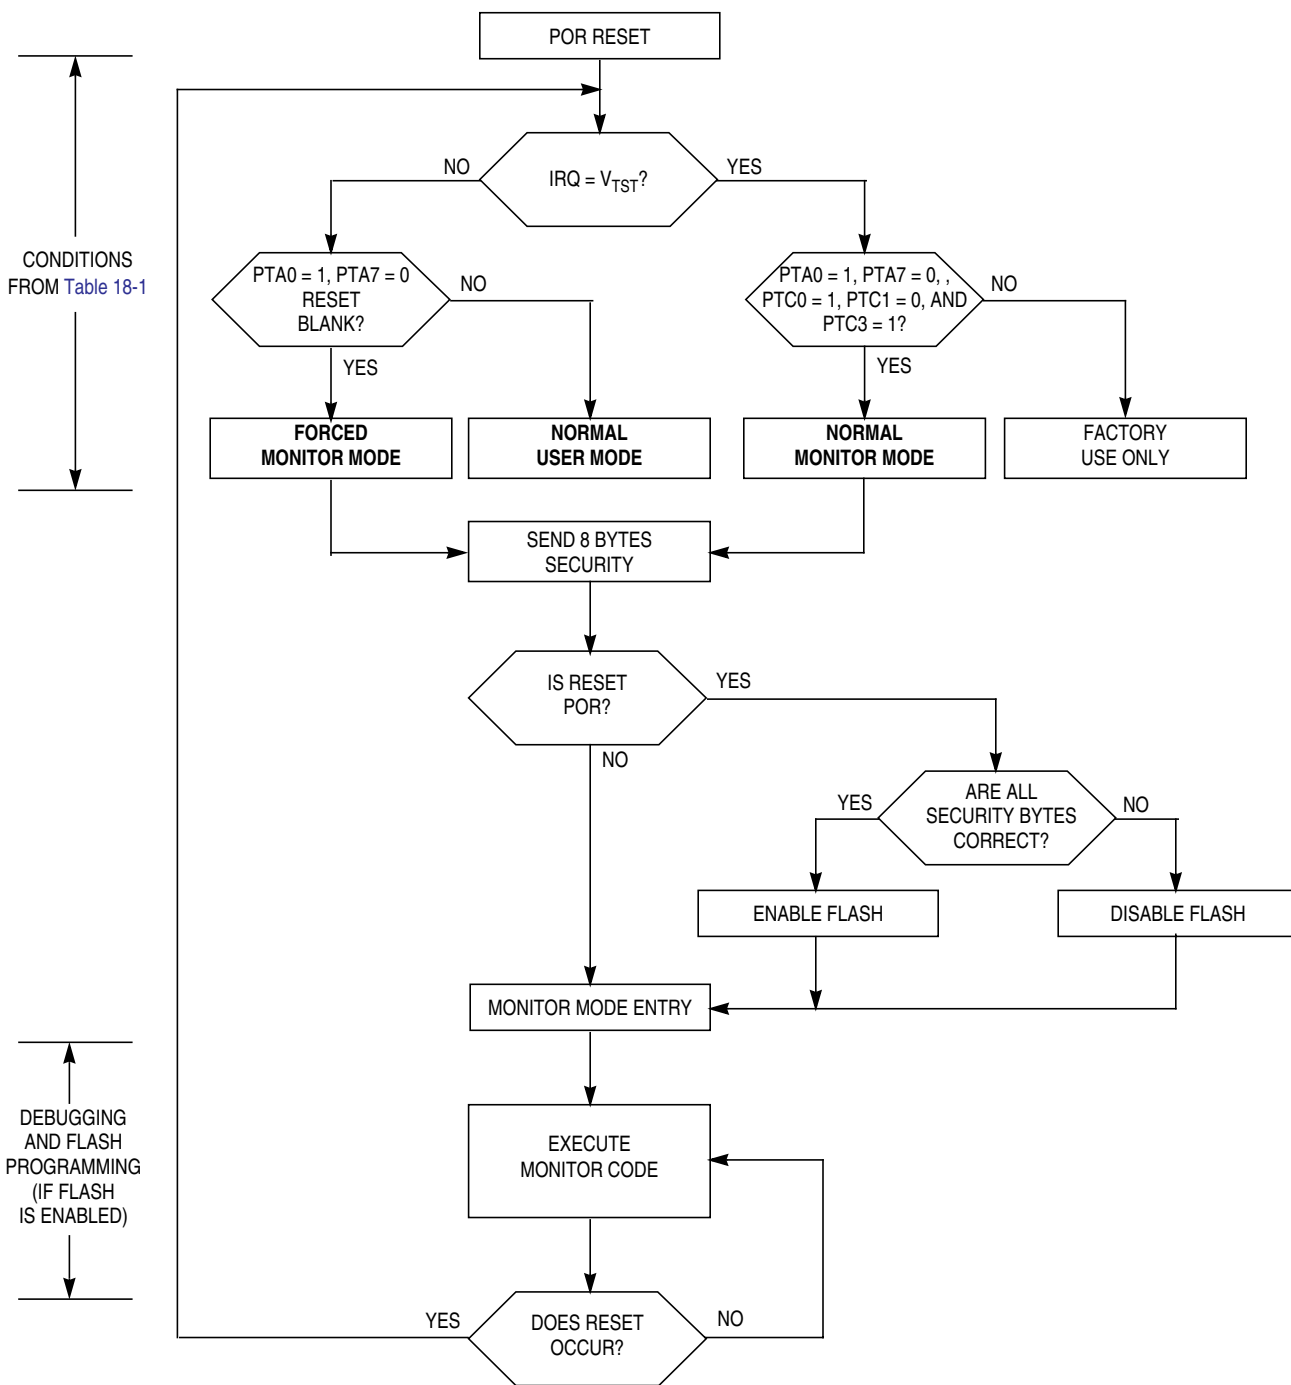 POR RESET
NO
YES
IRQ = VTST?
CONDITIONS
FROM Table 18-1
PTA0 = 1, PTA7 = 0
RESET
BLANK?
NO
YES
PTA0 = 1, PTA7 = 0, ,
PTC0 = 1, PTC1 = 0, AND
PTC3 = 1?
NO
YES
FORCED
MONITOR MODE
NORMAL
USER MODE
NORMAL
MONITOR MODE
FACTORY
USE ONLY
SEND 8 BYTES
SECURITY
IS RESET
POR?
YES
NO
ARE ALL
SECURITY BYTES
CORRECT?
YES
NO
ENABLE FLASH
DISABLE FLASH
MONITOR MODE ENTRY
DEBUGGING
AND FLASH
PROGRAMMING
(IF FLASH
IS ENABLED)
EXECUTE
MONITOR CODE
YES
DOES RESET
OCCUR?
NO